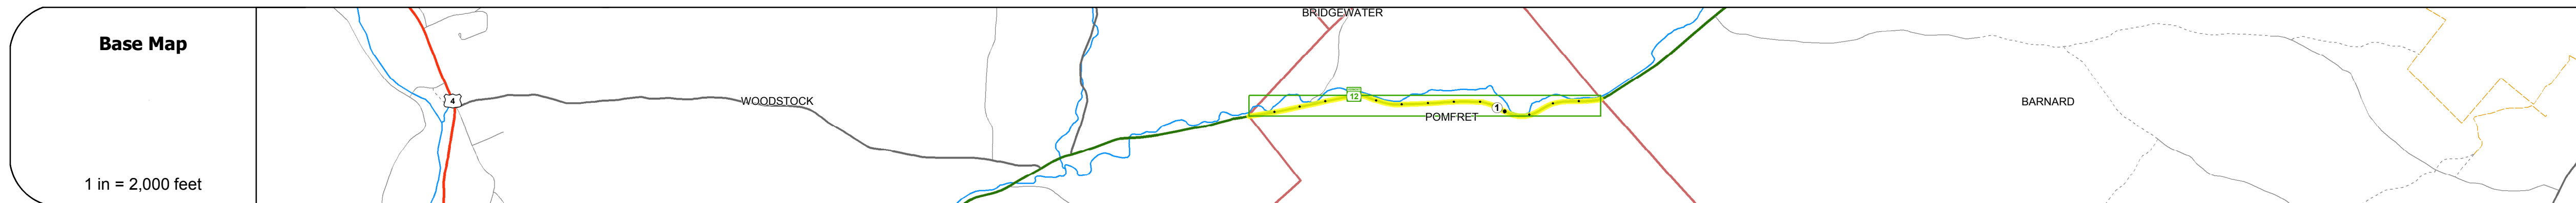 Base Map
1 in = 2,000 feet
4
WOODSTOCK
BRIDGEWATER
12
1
POMFRET
BARNARD